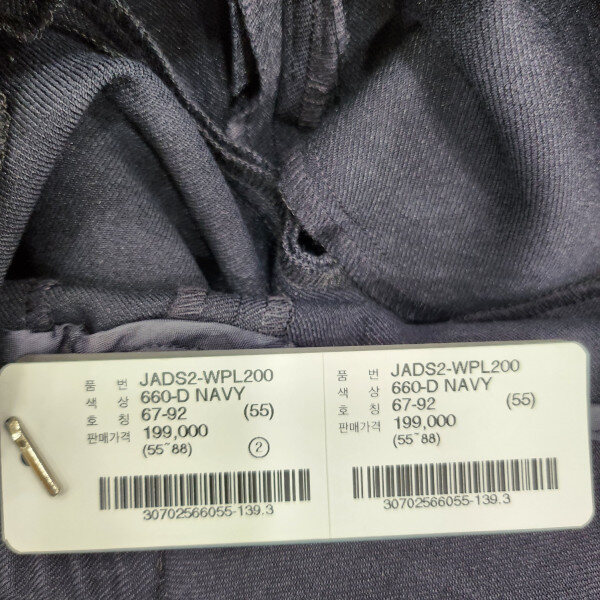 품 번 JADS2-WPL200
색 상 660-D NAVY
호 칭 67-92 (55)
판매가격 199,000
(55~88) ②
30702566055-139.3
품 번 JADS2-WPL200
색 상 660-D NAVY
호 칭 67-92 (55)
판매가격 199,000
(55~88)
30702566055-139.3